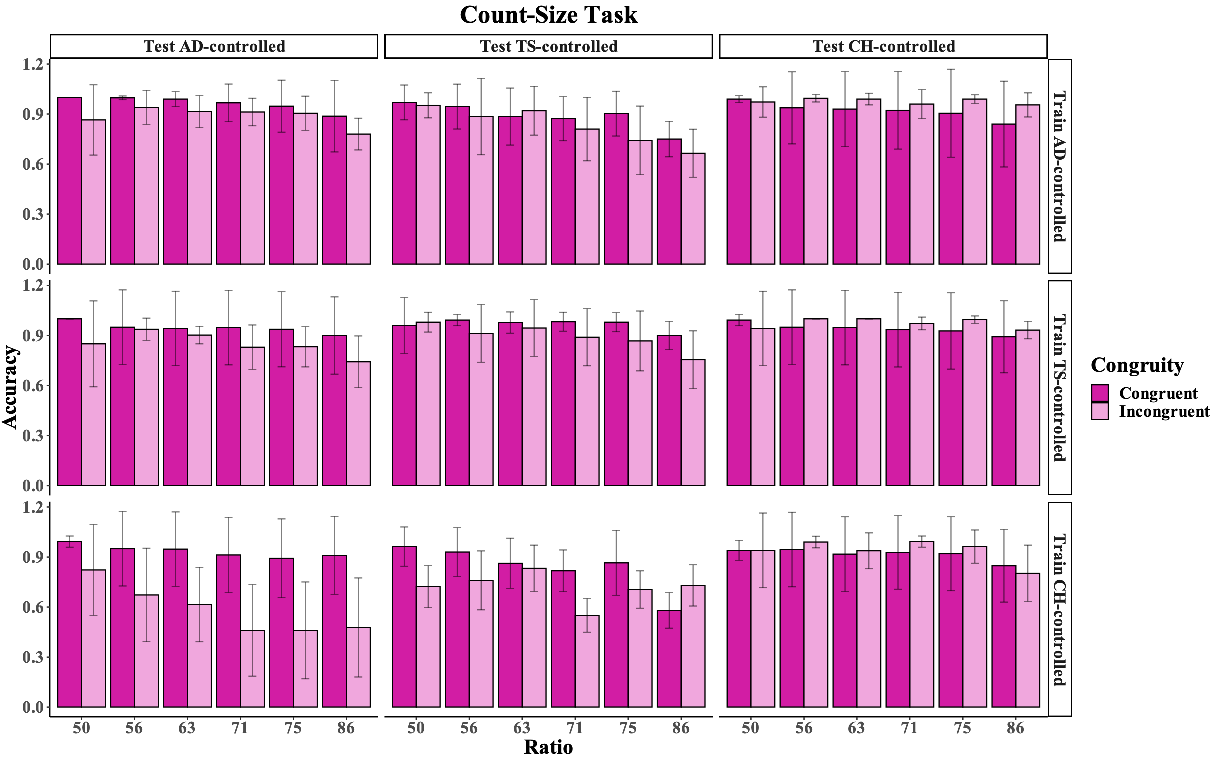 Count-Size Task
Test AD-controlled
Test TS-controlled
Test CH-controlled
1.2
0.9
0.6
0.3
0.0
Train AD-controlled
1.2
0.9
0.6
0.3
0.0
Train TS-controlled
1.2
0.9
0.6
0.3
0.0
Train CH-controlled
Accuracy
50 56 63 71 75 86
50 56 63 71 75 86
50 56 63 71 75 86
Ratio
Congruity
Congruent
Incongruent